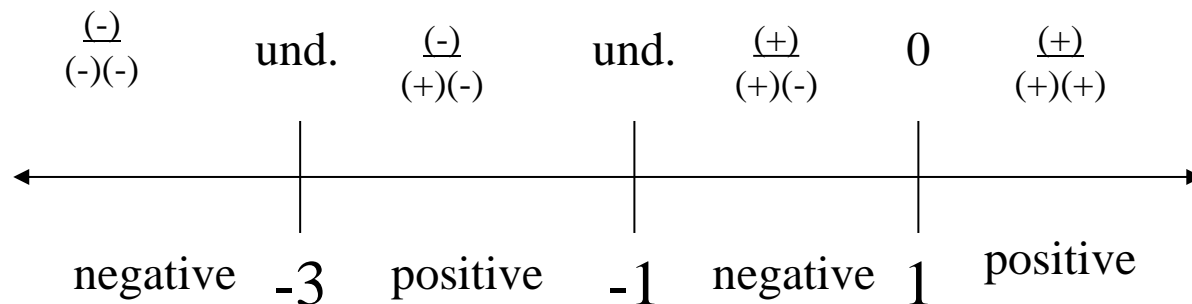 (-) und. (-) und. (+) 0 (+)
(-)(-) (+)(-) (+)(-) (+)(+)
negative -3 positive -1 negative 1 positive